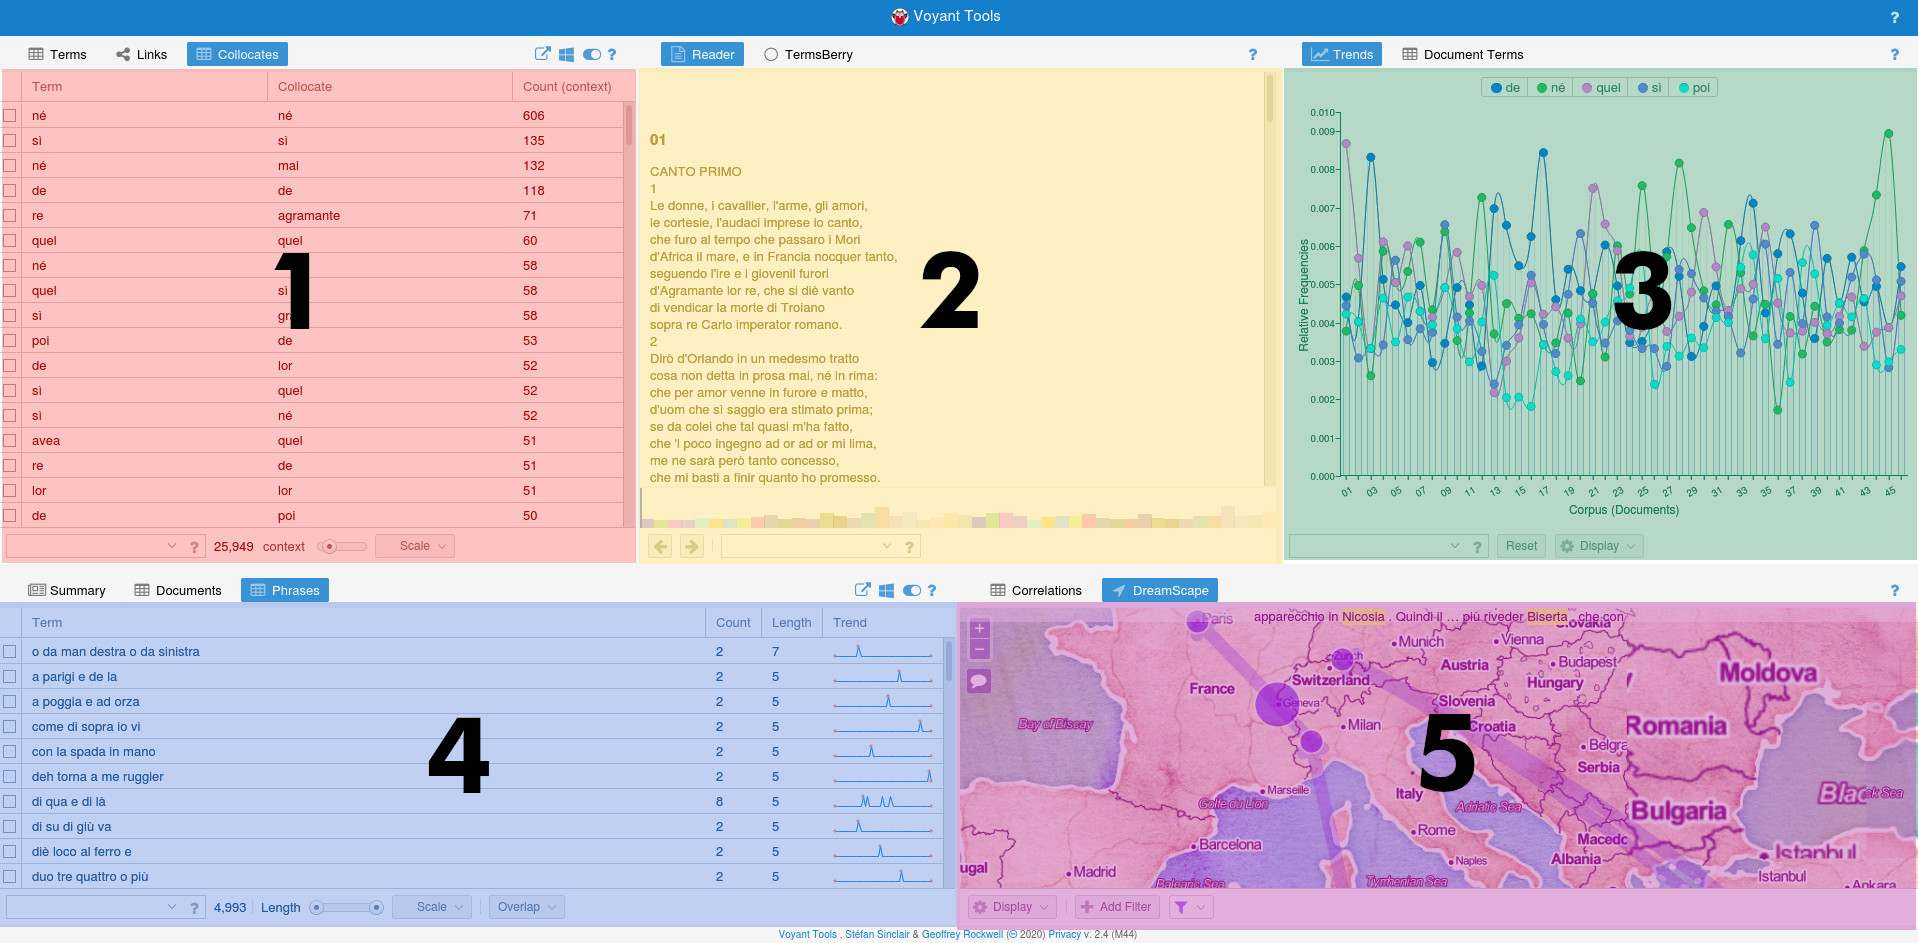 Voyant Tools
?
Terms Links Collocates ?
Reader TermsBerry ?
Trends Document Terms ?
Term Collocate Count (context)
né né 606
sì sì 135
né mai 132
de de 118
re agramante 71
quel quel 60
né 58
quel sì 58
sì 58
poi de 53
de lor 52
sì quel 52
sì né 52
avea quel 51
re de 51
lor lor 51
de poi 50
? 25,949 context Scale
1
01
CANTO PRIMO
1
Le donne, i cavallier, l'arme, gli amori,
le cortesie, l'audaci imprese io canto,
che furo al tempo che passaro i Mori
d'Africa il mare, e in Francia nocquer tanto,
seguendo l'ire e i giovenil furori
d'Agramante lor re, che si diè vanto
di vendicar la morte di Troiano
sopra re Carlo imperator romano.
2
Dirò d'Orlando in un medesmo tratto
cosa non detta in prosa mai, né in rima:
che per amor venne in furore e matto,
d'uom che sì saggio era stimato prima;
se da colei che tal quasi m'ha fatto,
che 'l poco ingegno ad or ad or mi lima,
me ne sarà però tanto concesso,
che mi basti a finir quanto ho promesso.
?
2
de né quel sì poi
0.010
0.009
0.008
0.007
0.006
0.005
0.004
0.003
0.002
0.001
0.000
Relative Frequencies
01 03 05 07 09 11 13 15 17 19 21 23 25 27 29 31 33 35 37 39 41 43 45
Corpus (Documents)
? Reset Display
3
Summary Documents Phrases ?
Correlations DreamScape ?
Term Count Length Trend
o da man destra o da sinistra 2 7
a parigi e de la 2 5
a poggia e ad orza 2 5
come di sopra io vi 2 5
con la spada in mano 2 5
deh torna a me ruggier 2 5
di qua e di là 8 5
di su di giù va 2 5
diè loco al ferro e 2 5
duo tre quattro o più 2 5
? 4,993 Length Scale Overlap
4
apparecchio in Nicosia . Quindi il ... più riveder Biserta , che con
+
−
Paris
Slovakia
Munich
Vienna
Zurich
Austria
Budapest
Moldova
Switzerland
Hungary
France
Geneva
Slovenia
Bay of Biscay
Milan
Croatia
Romania
Belgra
Serbia
Marseille
Italy
Golfe du Lion
Adriatic Sea
Black Sea
Bulgaria
Rome
Barcelona
Macedo
Naples
Albania
Istanbul
ugal
Madrid
Istanbul
Balearic Sea
Tyrrhenian Sea
Ankara
Display Add Filter
5
Voyant Tools , Stéfan Sinclair & Geoffrey Rockwell (© 2020) Privacy v. 2.4 (M44)